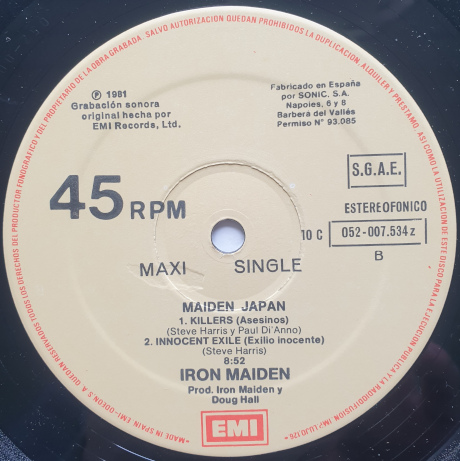 SALVO AUTORIZACION QUEDAN PROHIBIDOS LA DUPLICACION, ALQUILER Y PRESTAMO, ASI COMO LA UTILIZACION DE ESTE DISCO PARA LA EJECUCION PUBLICA Y LA RADIODIFUSION. IMP/LUJO 126 • MADE IN SPAIN. EMI-ODEON, S. A. QUEDAN RESERVADOS TODOS LOS DERECHOS DEL PRODUCTOR FONOGRAFICO Y DEL PROPIETARIO DE LA OBRA GRABADA.
℗ 1981
Grabación sonora
original hecha por
EMI Records, Ltd.
Fabricado en España
por SONIC, S.A.
Napoles, 6 y 8
Barberá del Vallés
Permiso N° 93.085
S.G.A.E.
45 RPM
ESTEREOFONICO
10 C 052-007.534 z
B
MAXI SINGLE
MAIDEN JAPAN
1. KILLERS (Asesinos)
(Steve Harris y Paul Di'Anno)
2. INNOCENT EXILE (Exilio inocente)
(Steve Harris)
8:52
IRON MAIDEN
Prod. Iron Maiden y
Doug Hall
EMI